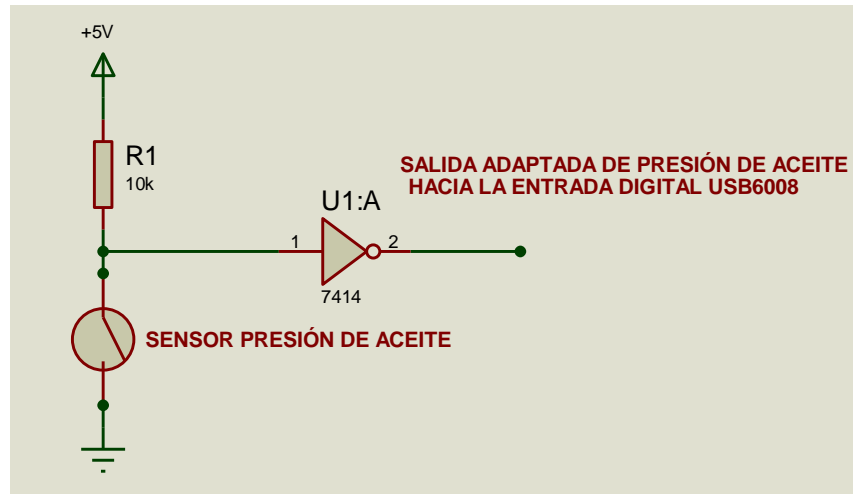 +5V
R1
10k
SALIDA ADAPTADA DE PRESIÓN DE ACEITE
HACIA LA ENTRADA DIGITAL USB6008
U1:A
1
2
7414
SENSOR PRESIÓN DE ACEITE